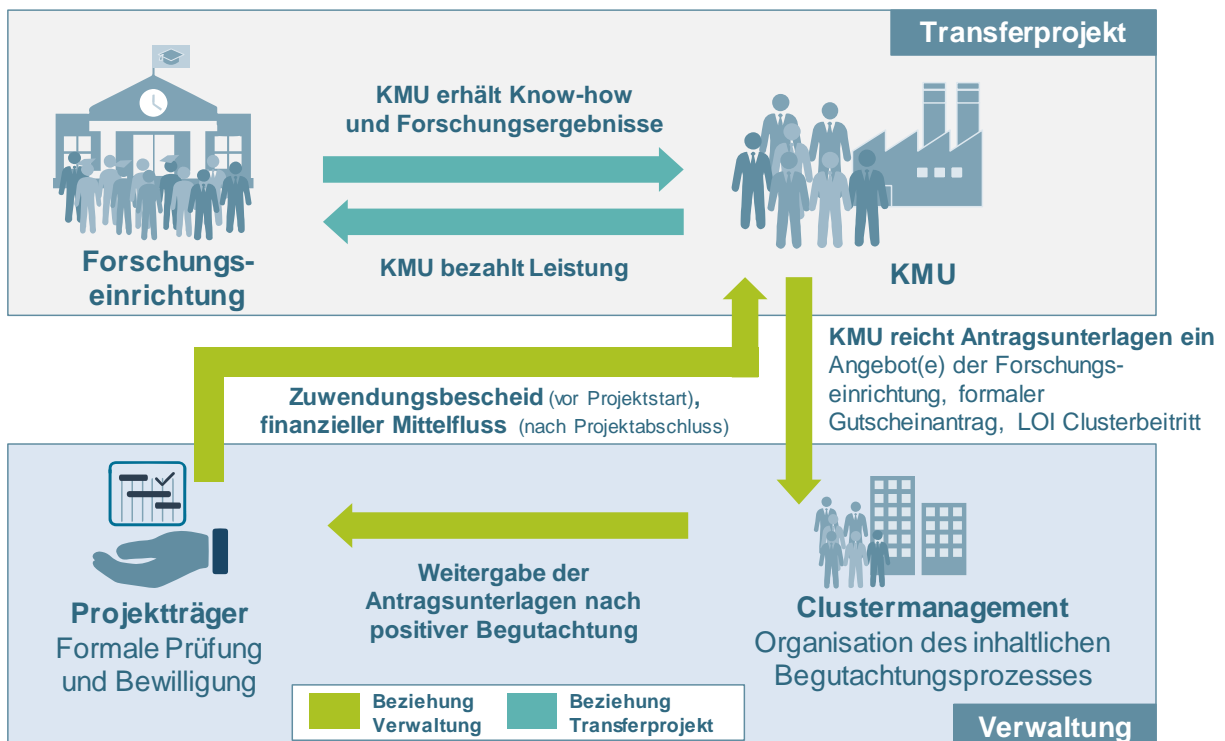 Transferprojekt
KMU erhält Know-how
und Forschungsergebnisse
KMU bezahlt Leistung
Forschungs-
einrichtung
KMU
KMU reicht Antragsunterlagen ein
Angebot(e) der Forschungs-
einrichtung, formaler
Gutscheinantrag, LOI Clusterbeitritt
Zuwendungsbescheid (vor Projektstart),
finanzieller Mittelfluss (nach Projektabschluss)
Projektträger
Formale Prüfung
und Bewilligung
Weitergabe der
Antragsunterlagen nach
positiver Begutachtung
Clustermanagement
Organisation des inhaltlichen
Begutachtungsprozesses
Beziehung
Verwaltung
Beziehung
Transferprojekt
Verwaltung